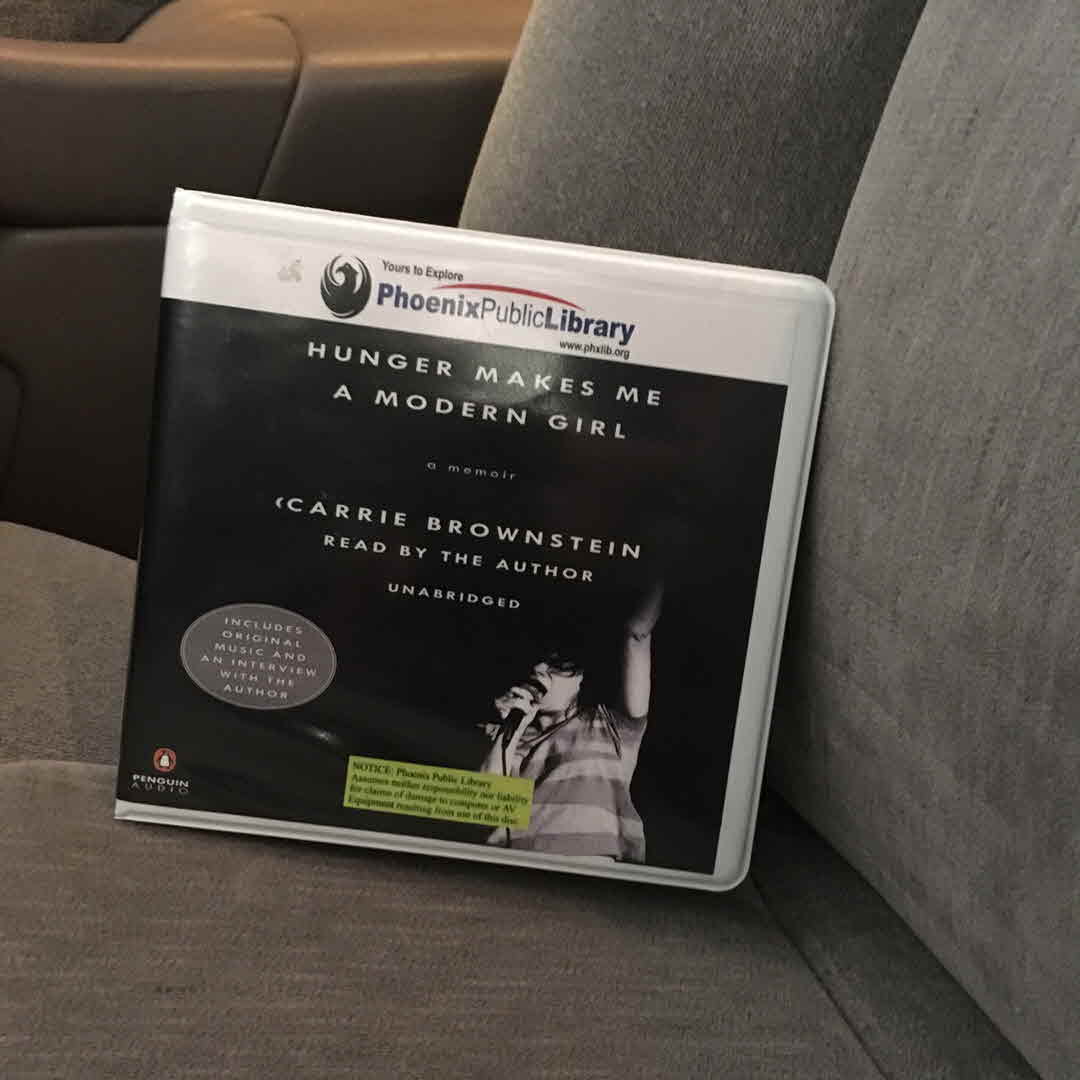 Yours to Explore
PhoenixPublicLibrary
www.phxlib.org
HUNGER MAKES ME
A MODERN GIRL
a memoir
CARRIE BROWNSTEIN
READ BY THE AUTHOR
UNABRIDGED
INCLUDES
ORIGINAL
MUSIC AND
AN INTERVIEW
WITH THE
AUTHOR
PENGUIN
AUDIO
NOTICE: Phoenix Public Library
Assumes neither responsibility nor liability
for claims of damage to computer or AV
Equipment resulting from use of this disc